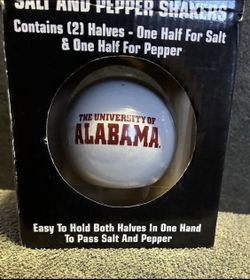 SALT AND PEPPER SHAKERS
Contains (2) Halves - One Half For Salt
& One Half For Pepper
THE UNIVERSITY OF
ALABAMA
Easy To Hold Both Halves In One Hand
To Pass Salt And Pepper